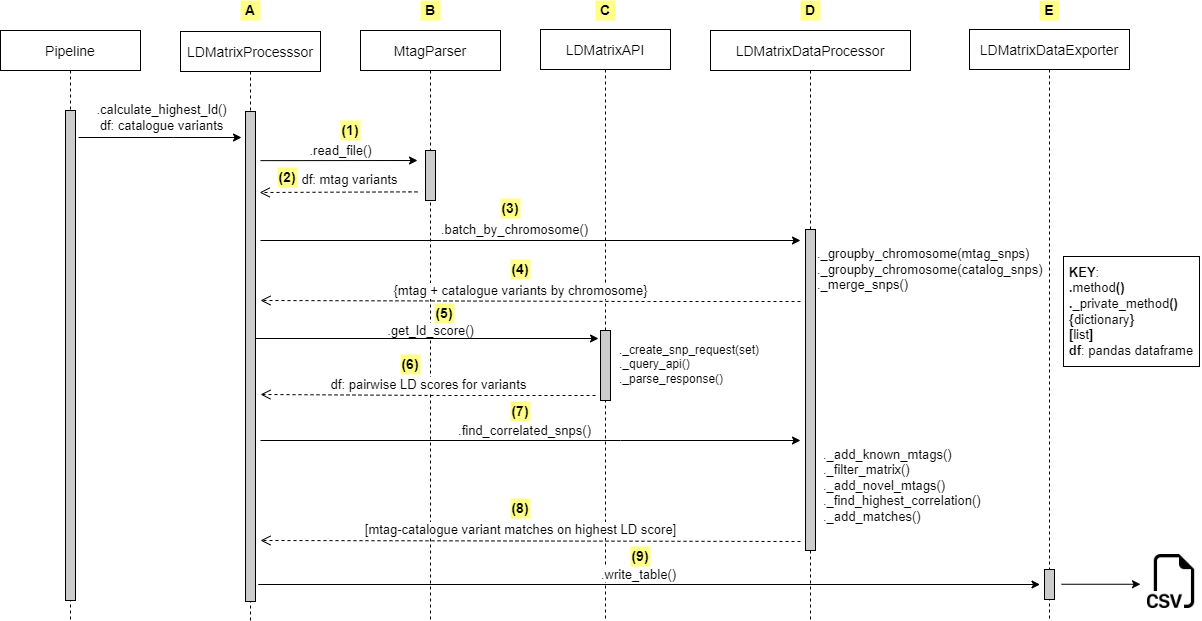 A
B
C
D
E
Pipeline
LDMatrixProcesssor
MtagParser
LDMatrixAPI
LDMatrixDataProcessor
LDMatrixDataExporter
.calculate_highest_ld()
df: catalogue variants
(1)
.read_file()
(2)
df: mtag variants
(3)
.batch_by_chromosome()
._groupby_chromosome(mtag_snps)
._groupby_chromosome(catalog_snps)
._merge_snps()
(4)
{mtag + catalogue variants by chromosome}
KEY:
.method()
._private_method()
{dictionary}
[list]
df: pandas dataframe
(5)
.get_ld_score()
._create_snp_request(set)
._query_api()
._parse_response()
(6)
df: pairwise LD scores for variants
(7)
.find_correlated_snps()
._add_known_mtags()
._filter_matrix()
._add_novel_mtags()
._find_highest_correlation()
._add_matches()
(8)
[mtag-catalogue variant matches on highest LD score]
(9)
.write_table()
CSV